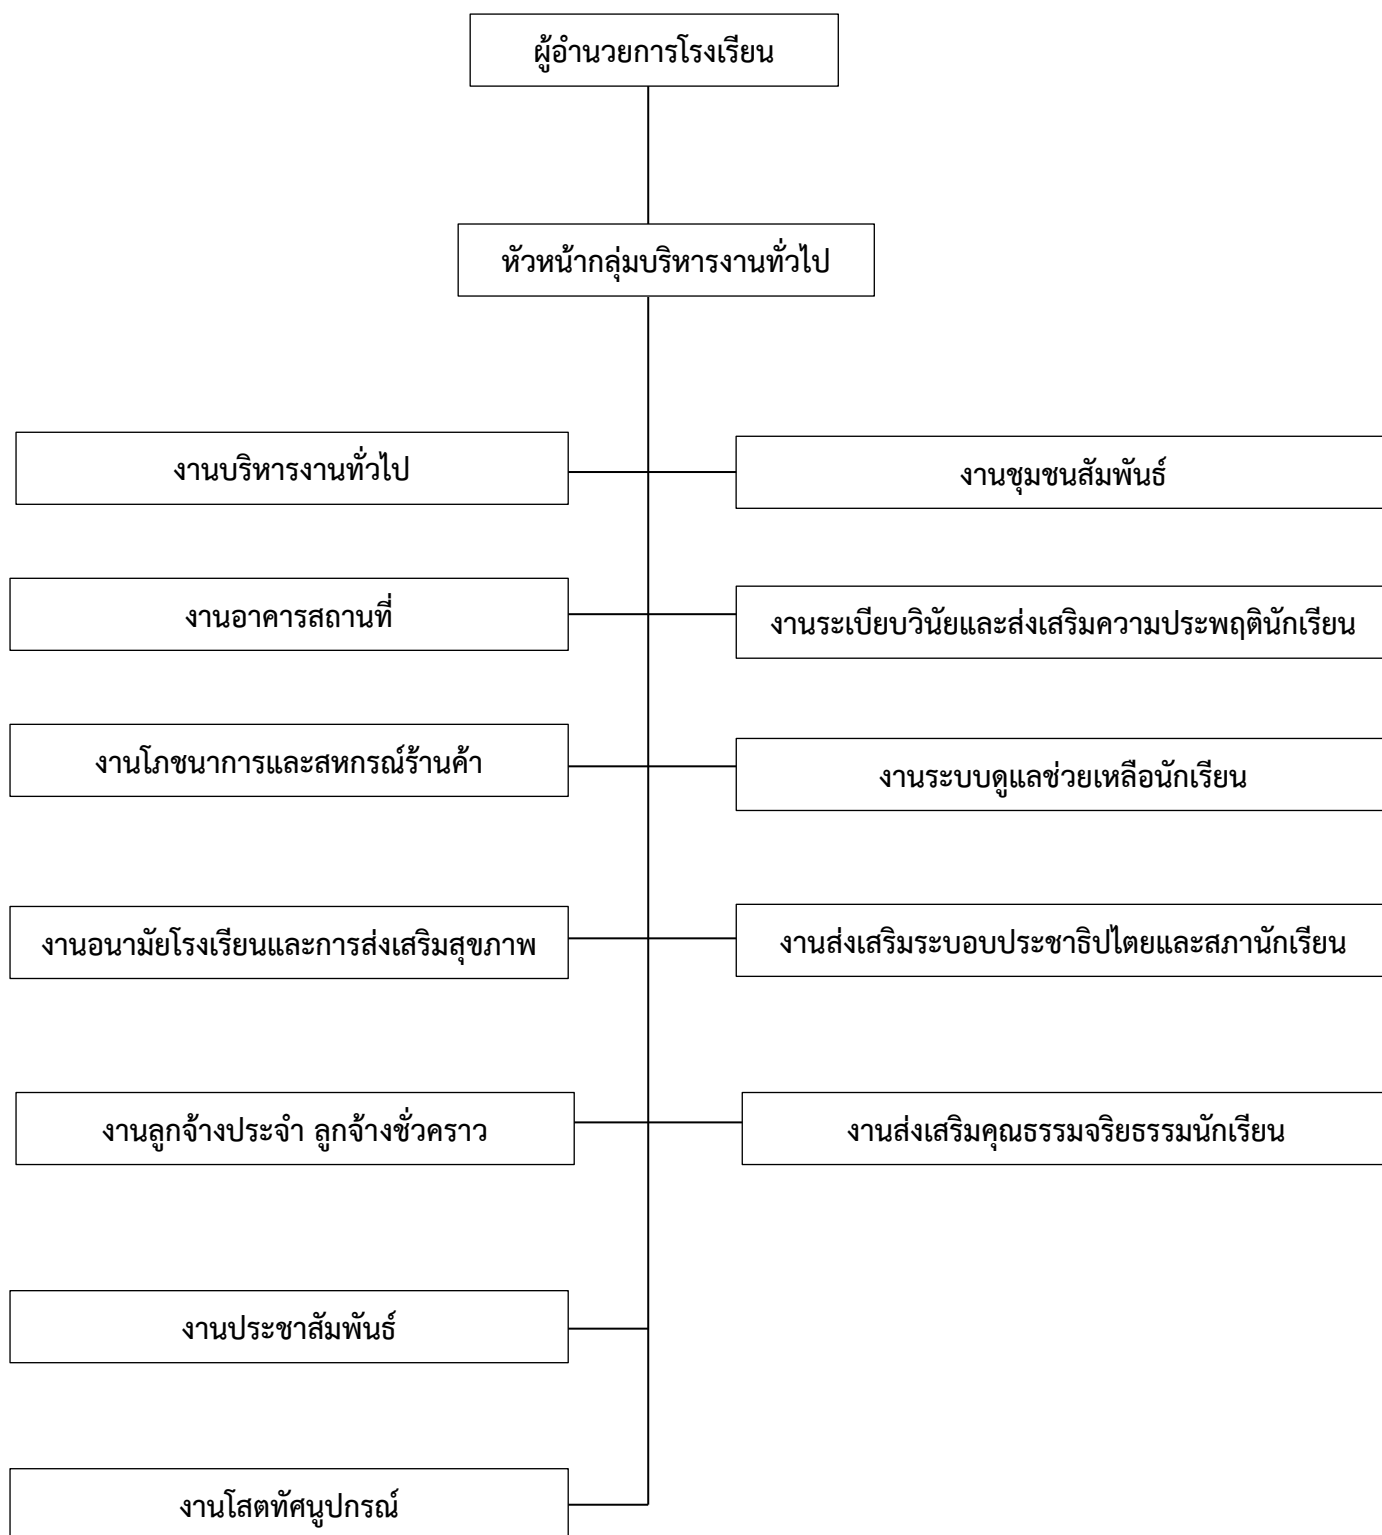 ผู้อำนวยการโรงเรียน
หัวหน้ากลุ่มบริหารงานทั่วไป
งานบริหารงานทั่วไป
งานชุมชนสัมพันธ์
งานอาคารสถานที่
งานระเบียบวินัยและส่งเสริมความประพฤตินักเรียน
งานโภชนาการและสหกรณ์ร้านค้า
งานระบบดูแลช่วยเหลือนักเรียน
งานอนามัยโรงเรียนและการส่งเสริมสุขภาพ
งานส่งเสริมระบอบประชาธิปไตยและสภานักเรียน
งานลูกจ้างประจำ ลูกจ้างชั่วคราว
งานส่งเสริมคุณธรรมจริยธรรมนักเรียน
งานประชาสัมพันธ์
งานโสตทัศนูปกรณ์